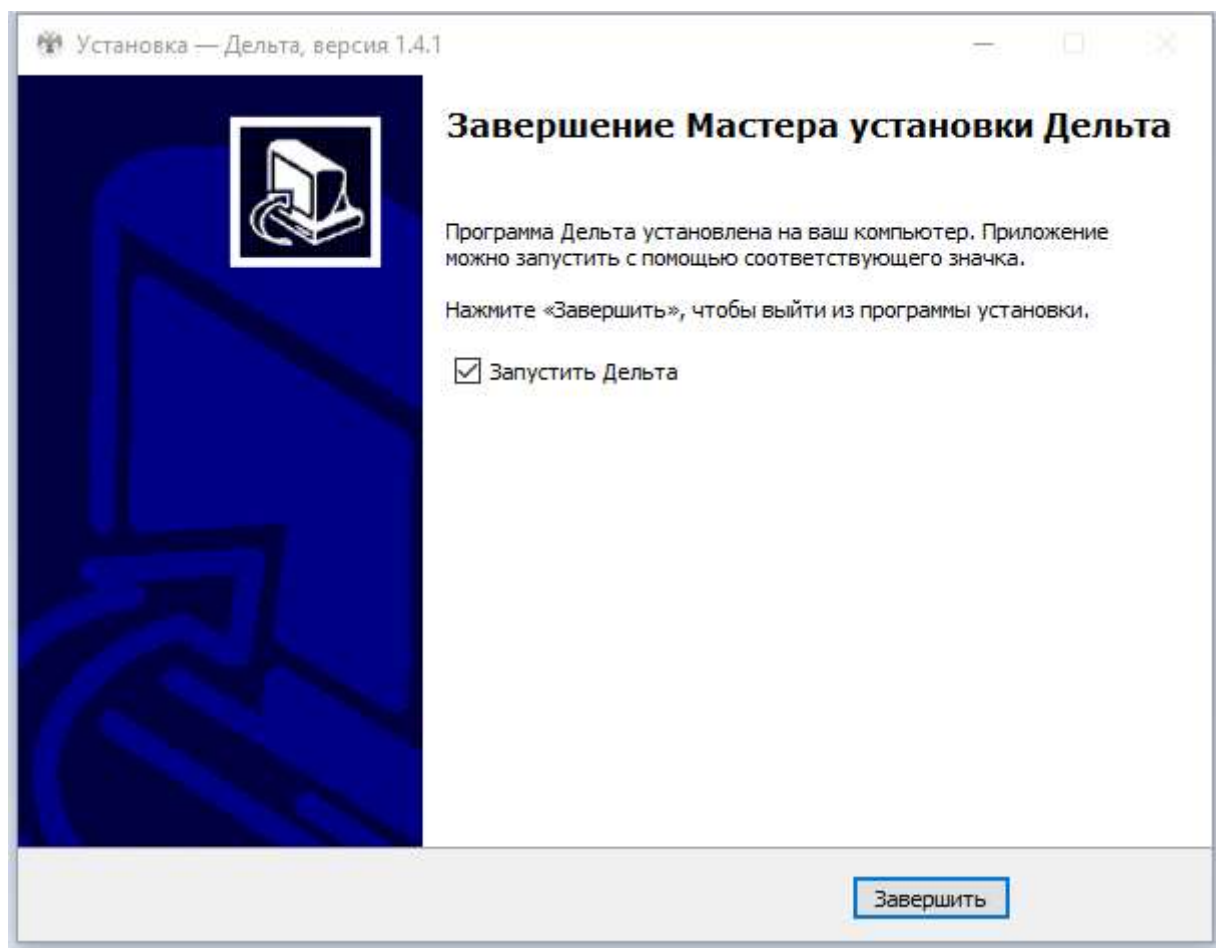 Установка — Дельта, версия 1.4.1
Завершение Мастера установки Дельта
Программа Дельта установлена на ваш компьютер. Приложение
можно запустить с помощью соответствующего значка.
Нажмите «Завершить», чтобы выйти из программы установки.
Запустить Дельта
Завершить